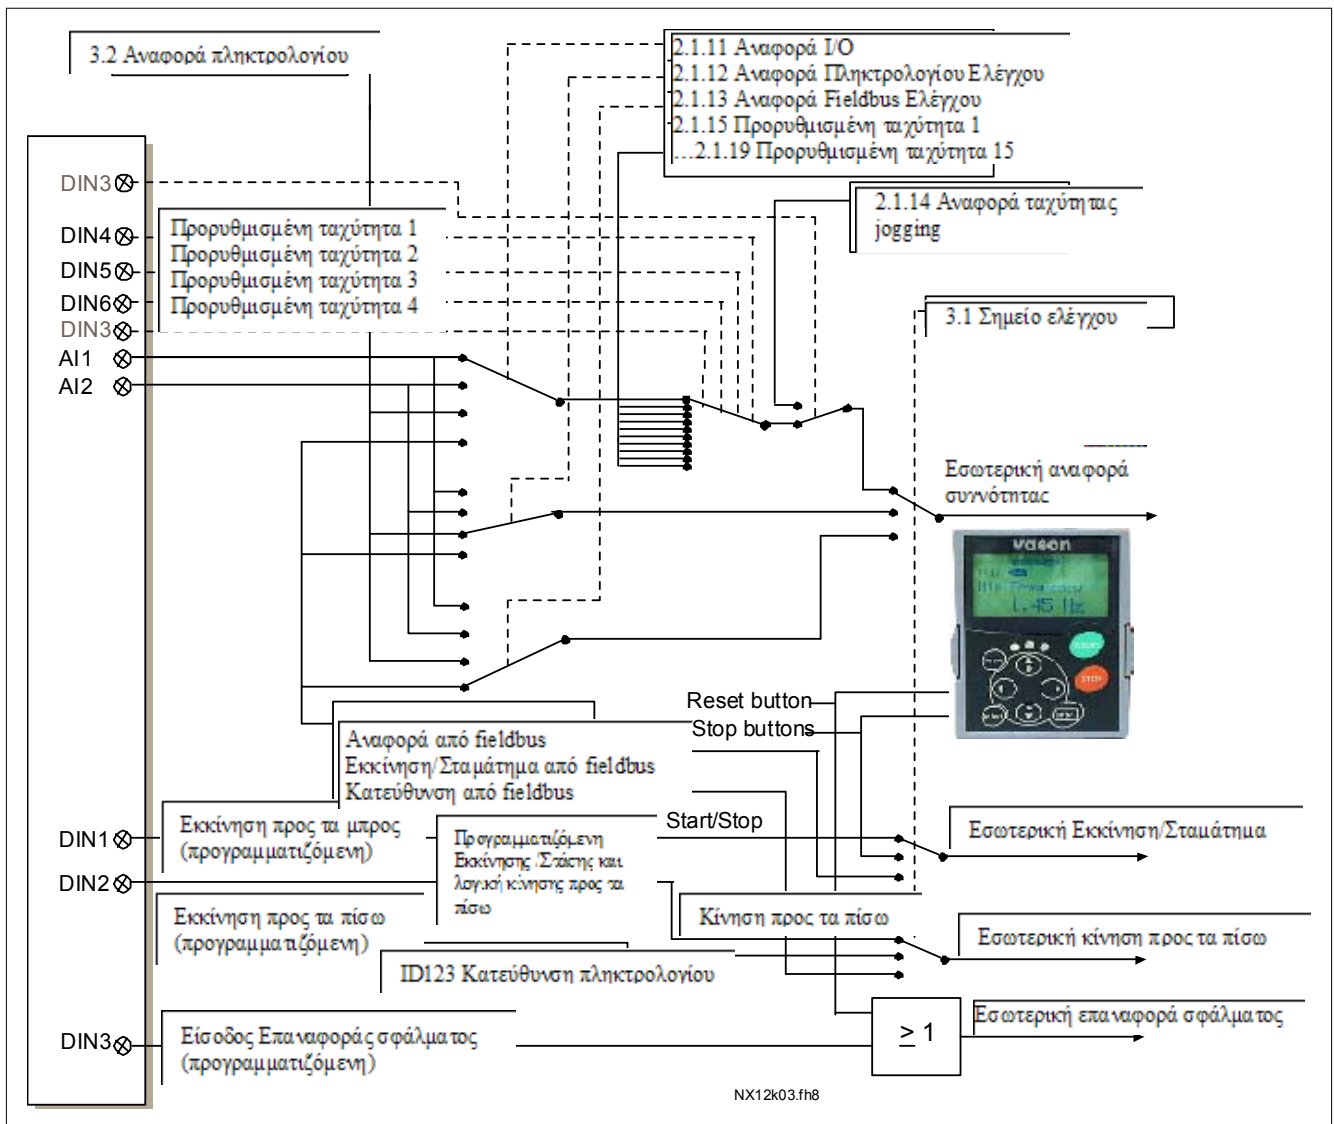 3.2 Αναφορά πληκτρολογίου
2.1.11 Αναφορά I/O
2.1.12 Αναφορά Πληκτρολογίου Ελέγχου
2.1.13 Αναφορά Fieldbus Ελέγχου
2.1.15 Προρυθμισμένη ταχύτητα 1
...2.1.19 Προρυθμισμένη ταχύτητα 15
2.1.14 Αναφορά ταχύτητας
jogging
DIN3
DIN4
DIN5
DIN6
DIN3
AI1
AI2
Προρυθμισμένη ταχύτητα 1
Προρυθμισμένη ταχύτητα 2
Προρυθμισμένη ταχύτητα 3
Προρυθμισμένη ταχύτητα 4
3.1 Σημείο ελέγχου
Εσωτερική αναφορά
συχνότητας
vacon
1.45 Hz
STOP
Reset button
Stop buttons
Αναφορά από fieldbus
Εκκίνηση/Σταμάτημα από fieldbus
Κατεύθυνση από fieldbus
DIN1
Εκκίνηση προς τα μπρος
(προγραμματιζόμενη)
Προγραμματιζόμενη
Εκκίνησης /Στάσης και
λογική κίνησης προς τα
πίσω
Start/Stop
Εσωτερική Εκκίνηση/Σταμάτημα
DIN2
Εκκίνηση προς τα πίσω
(προγραμματιζόμενη)
Κίνηση προς τα πίσω
Εσωτερική κίνηση προς τα πίσω
ID123 Κατεύθυνση πληκτρολογίου
DIN3
Είσοδος Επαναφοράς σφάλματος
(προγραμματιζόμενη)
≥ 1
Εσωτερική επαναφορά σφάλματος
NX12k03.fh8